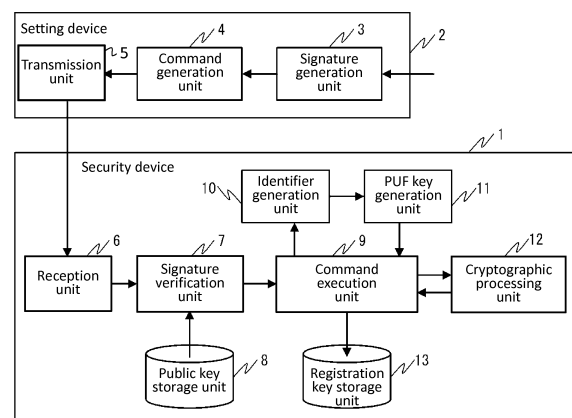 Setting device
4
3
2
Transmission
unit
5
Command
generation
unit
Signature
generation
unit
1
Security device
10
Identifier
generation
unit
PUF key
generation
unit
11
6
7
9
12
Reception
unit
Signature
verification
unit
Command
execution
unit
Cryptographic
processing
unit
Public key
storage unit
8
Registration
key storage
unit
13